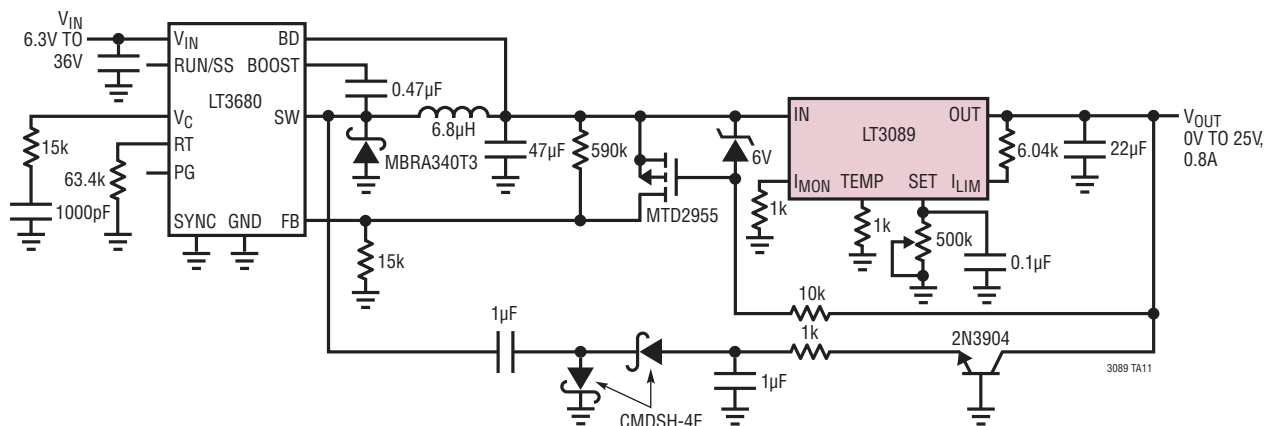 VIN
6.3V TO
36V
VIN
BD
RUN/SS
BOOST
LT3680
0.47µF
VC
SW
6.8µH
15k
RT
MBRA340T3
47µF
590k
63.4k
PG
1000pF
SYNC
GND
FB
15k
MTD2955
6V
IN
OUT
LT3089
IMON
TEMP
SET
ILIM
1k
1k
500k
0.1µF
6.04k
22µF
VOUT
0V TO 25V,
0.8A
10k
1µF
1k
2N3904
1µF
CMDSH-4E
3089 TA11